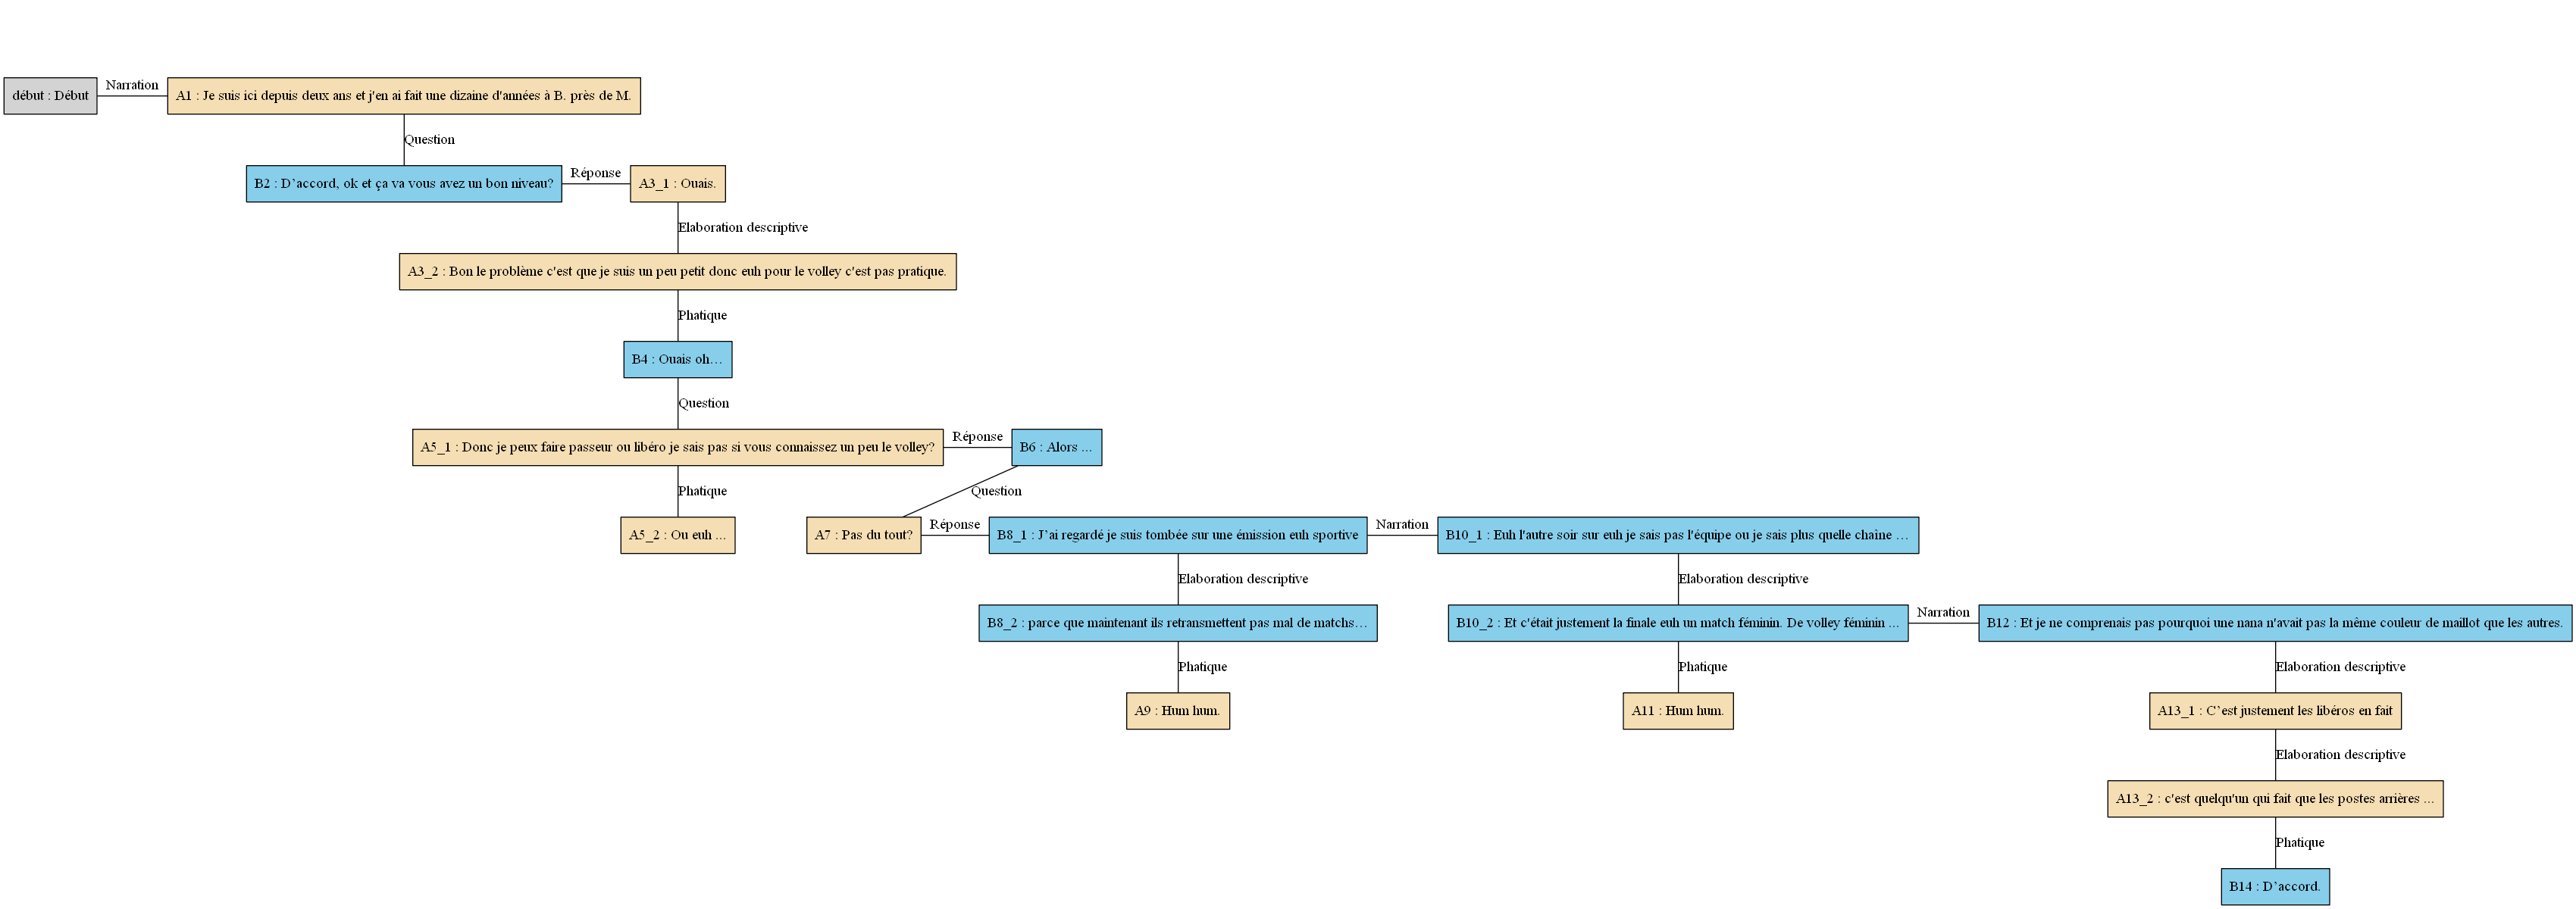 début : Début
Narration
A1 : Je suis ici depuis deux ans et j'en ai fait une dizaine d'années à B. près de M.
Question
B2 : D’accord, ok et ça va vous avez un bon niveau?
Réponse
A3_1 : Ouais.
Elaboration descriptive
A3_2 : Bon le problème c'est que je suis un peu petit donc euh pour le volley c'est pas pratique.
Phatique
B4 : Ouais oh…
Question
A5_1 : Donc je peux faire passeur ou libéro je sais pas si vous connaissez un peu le volley?
Réponse
B6 : Alors ...
Phatique
Question
A5_2 : Ou euh ...
A7 : Pas du tout?
Réponse
B8_1 : J’ai regardé je suis tombée sur une émission euh sportive
Narration
B10_1 : Euh l'autre soir sur euh je sais pas l'équipe ou je sais plus quelle chaîne …
Elaboration descriptive
Elaboration descriptive
B8_2 : parce que maintenant ils retransmettent pas mal de matchs…
B10_2 : Et c'était justement la finale euh un match féminin. De volley féminin ...
Narration
B12 : Et je ne comprenais pas pourquoi une nana n'avait pas la même couleur de maillot que les autres.
Phatique
Phatique
Elaboration descriptive
A9 : Hum hum.
A11 : Hum hum.
A13_1 : C’est justement les libéros en fait
Elaboration descriptive
A13_2 : c'est quelqu'un qui fait que les postes arrières ...
Phatique
B14 : D’accord.